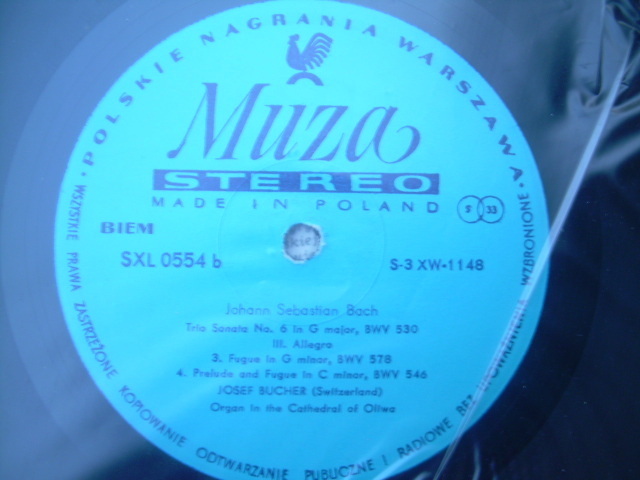 • POLSKIE NAGRANIA WARSZAWA •
Muza
STEREO
MADE IN POLAND
S 33
BIEM
SXL 0554 b
S-3 XW-1148
Johann Sebastian Bach
Trio Sonata No. 6 in G major, BWV 530
III. Allegro
3. Fugue in G minor, BWV 578
4. Prelude and Fugue in C minor, BWV 546
JOSEF BUCHER (Switzerland)
Organ in the Cathedral of Oliwa
WSZYSTKIE PRAWA ZASTRZEŻONE KOPIOWANIE ODTWARZANIE PUBLICZNE I RADIOWE BEZ UPOWAŻNIENIA WZBRONIONE